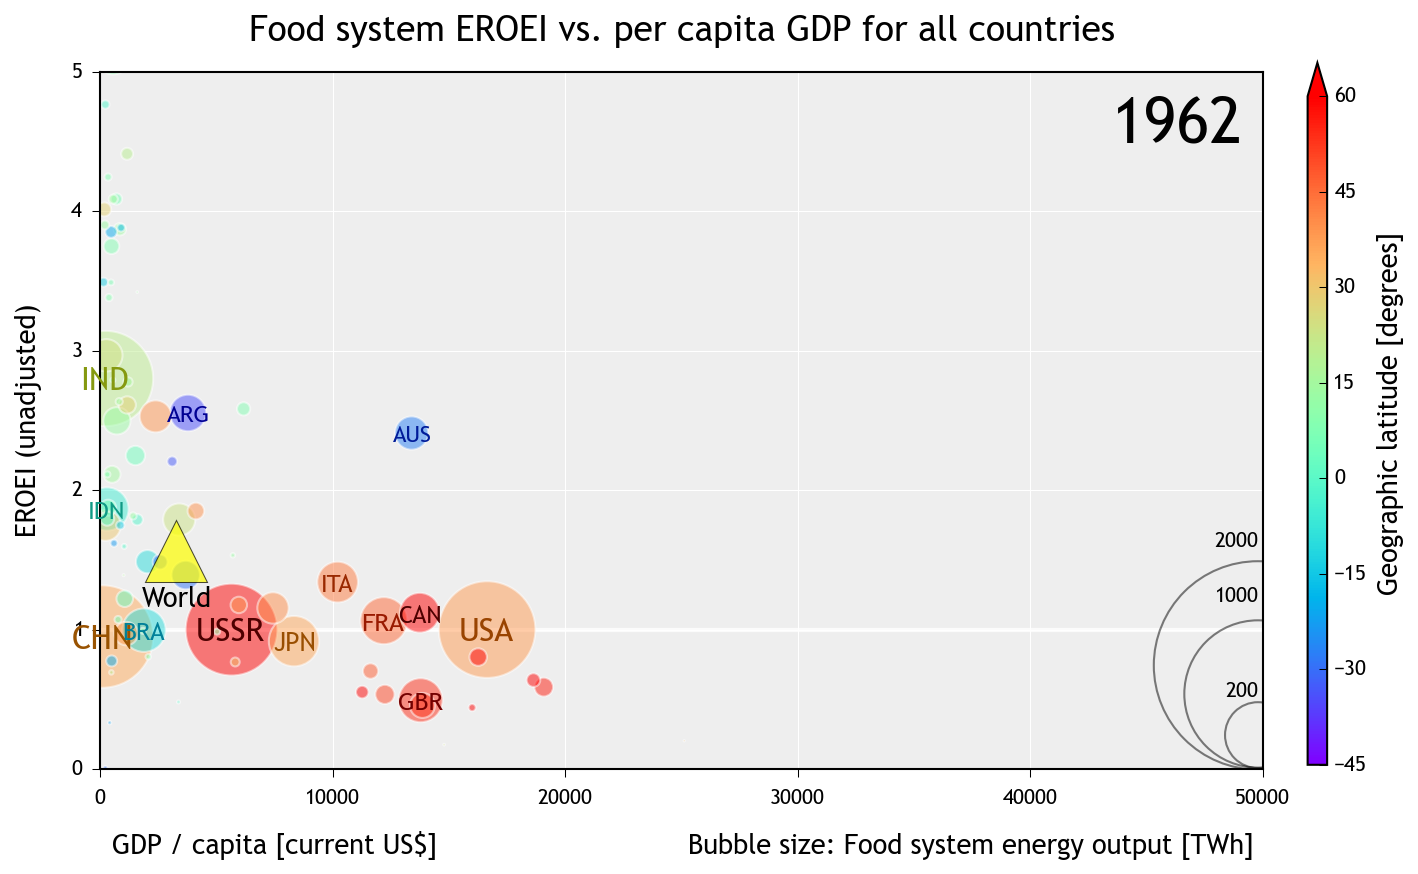 Food system EROEI vs. per capita GDP for all countries
1962
5
4
3
2
1
0
EROEI (unadjusted)
IND
ARG
AUS
IDN
World
ITA
CHN
BRA
USSR
JPN
FRA
CAN
USA
GBR
2000
1000
200
0
10000
20000
30000
40000
50000
GDP / capita [current US$]
Bubble size: Food system energy output [TWh]
60
45
30
15
0
−15
−30
−45
Geographic latitude [degrees]